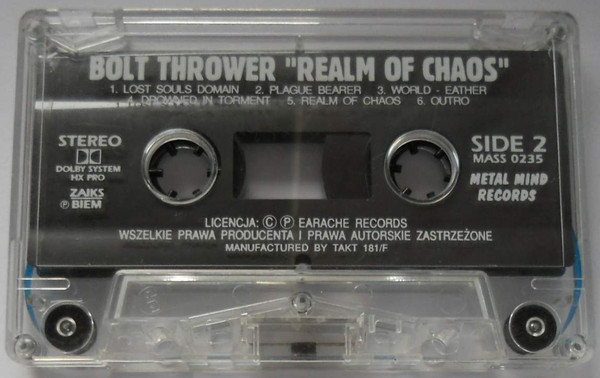 BOLT THROWER "REALM OF CHAOS"
1. LOST SOULS DOMAIN 2. PLAGUE BEARER 3. WORLD - EATHER
4. DROWNED IN TORMENT 5. REALM OF CHAOS 6. OUTRO
STEREO
DOLBY SYSTEM
HX PRO
ZAIKS
Ⓟ BIEM
SIDE 2
MASS 0235
METAL MIND
RECORDS
LICENCJA: © Ⓟ EARACHE RECORDS
WSZELKIE PRAWA PRODUCENTA I PRAWA AUTORSKIE ZASTRZEŻONE
MANUFACTURED BY TAKT 181/F